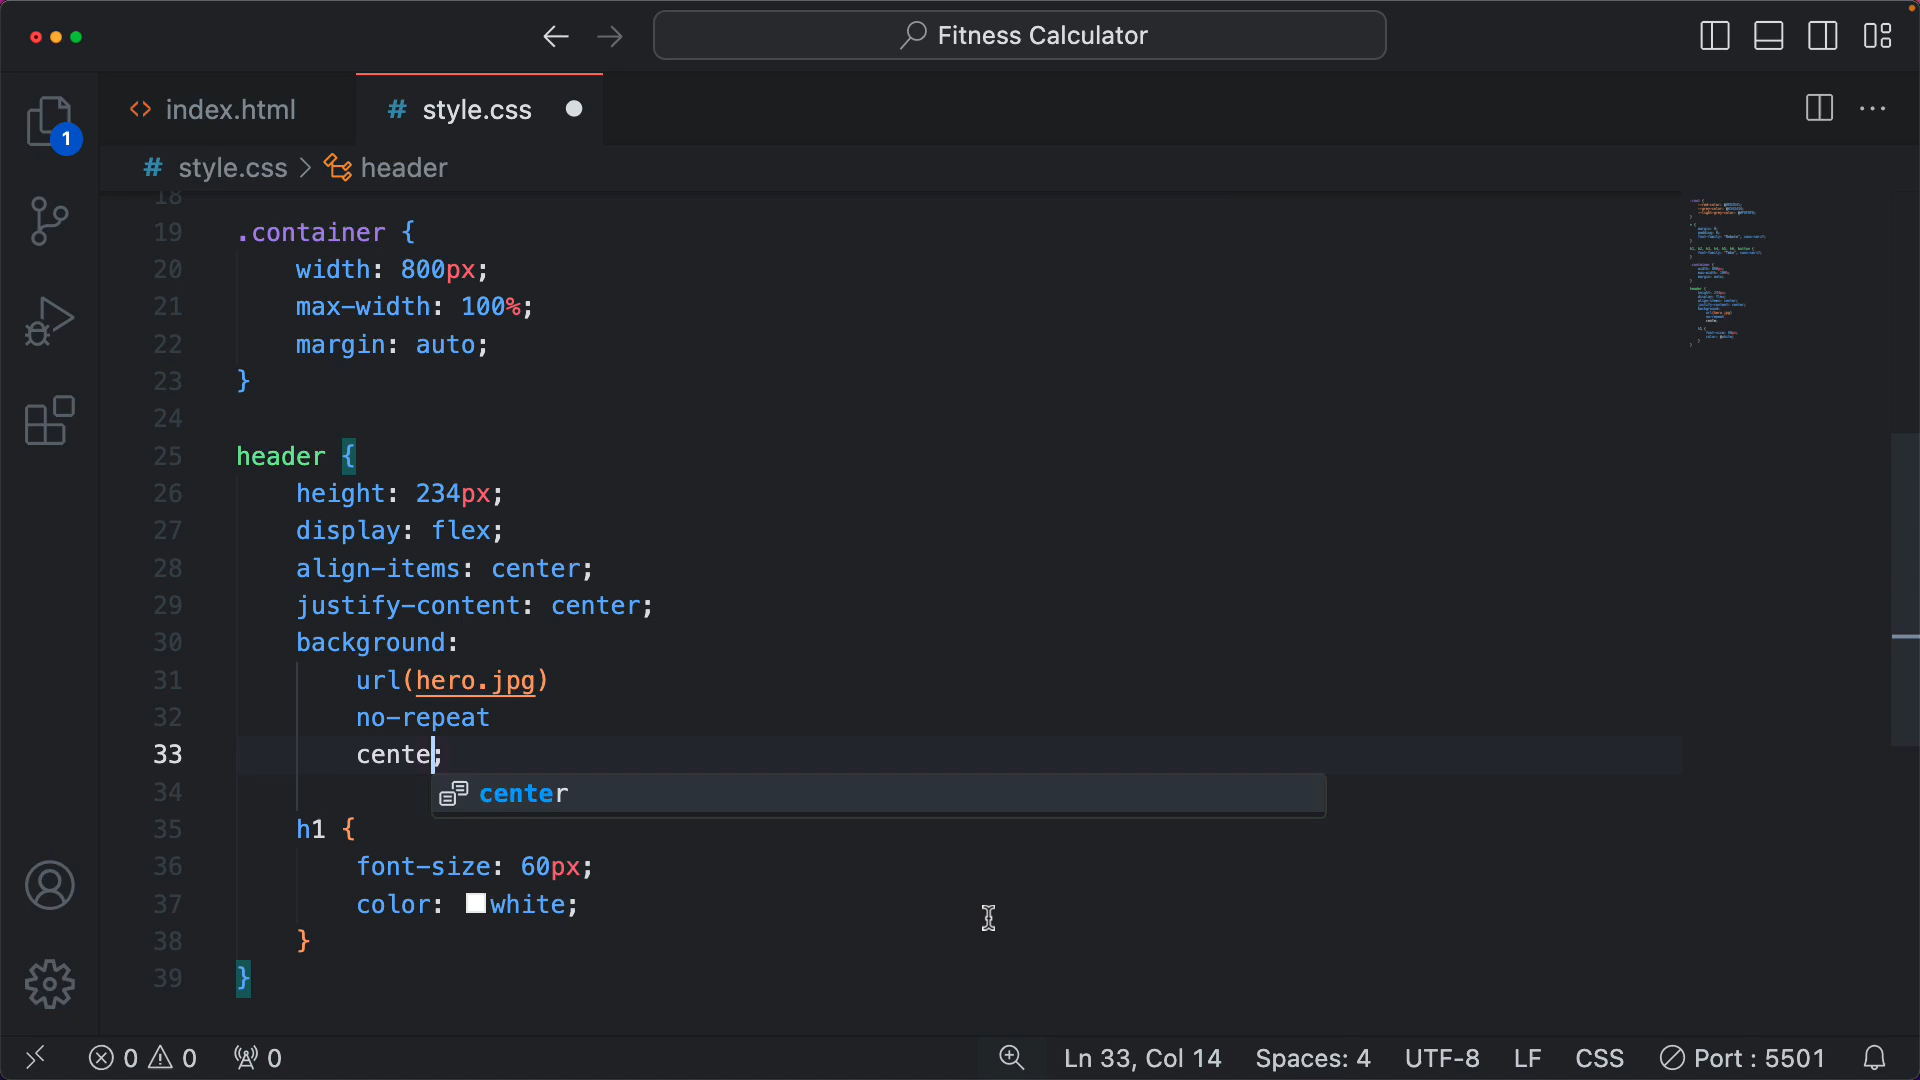 Fitness Calculator
index.html
# style.css
# style.css > header
1
18
19 .container {
20 width: 800px;
21 max-width: 100%;
22 margin: auto;
23 }
24
25 header {
26 height: 234px;
27 display: flex;
28 align-items: center;
29 justify-content: center;
30 background:
31 url(hero.jpg)
32 no-repeat
33 cente;
center
34
35 h1 {
36 font-size: 60px;
37 color: white;
38 }
39 }
0 0 0 Ln 33, Col 14 Spaces: 4 UTF-8 LF CSS Port : 5501